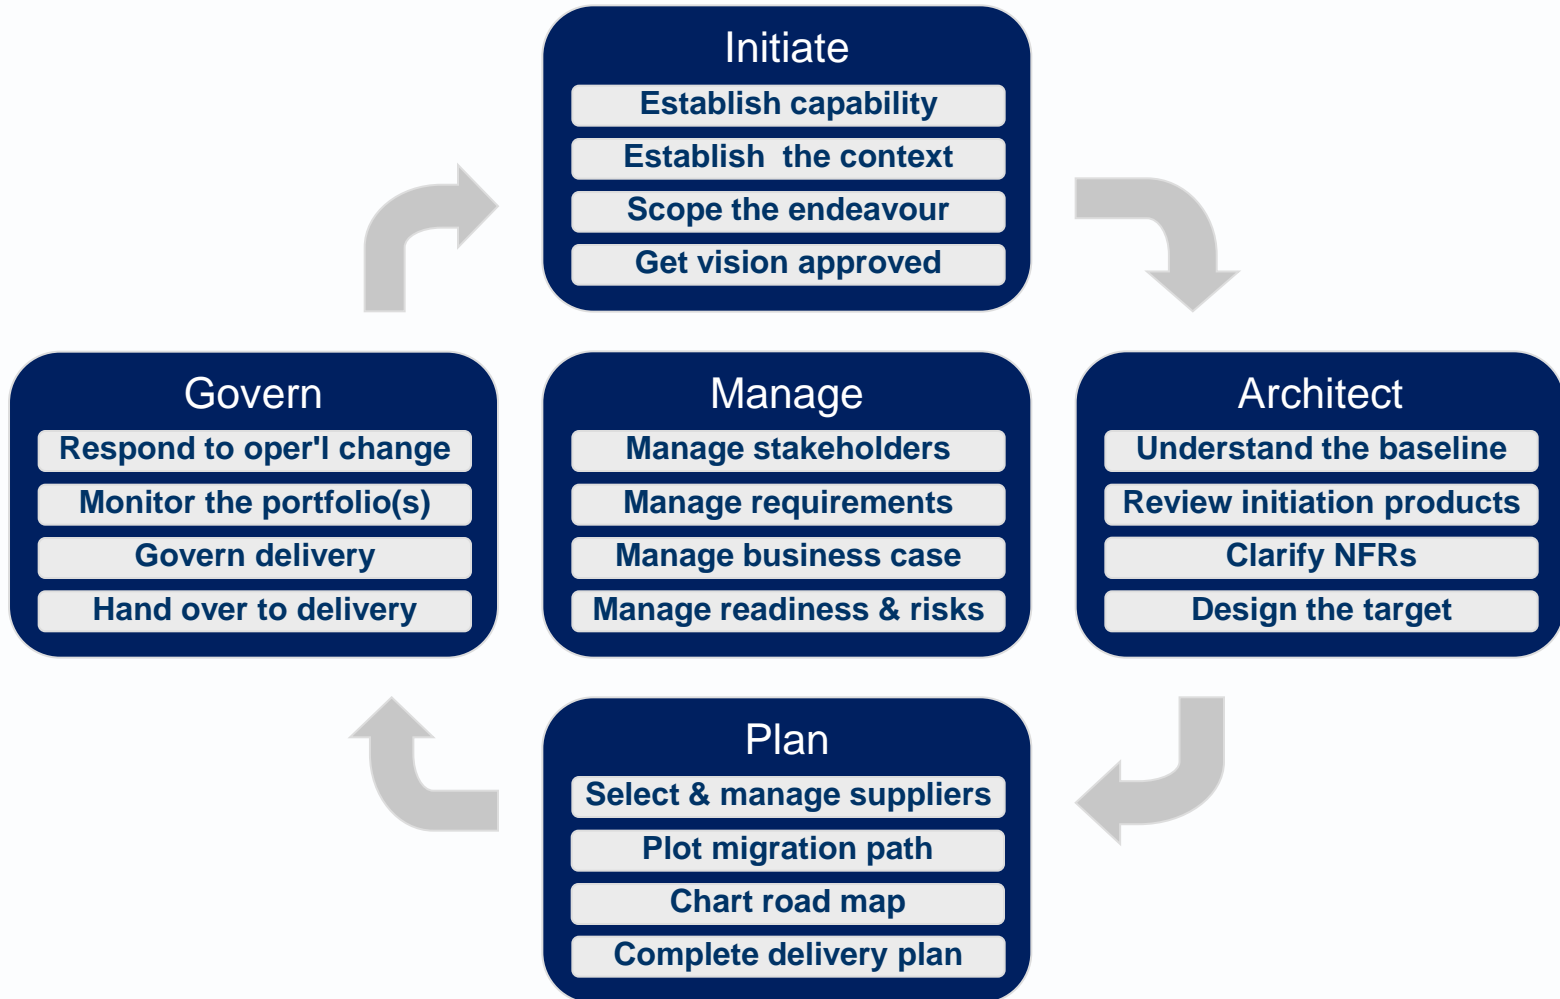 Initiate
Establish capability
Establish  the context
Scope the endeavour
Get vision approved
Govern
Respond to oper'l change
Monitor the portfolio(s)
Govern delivery
Hand over to delivery
Manage
Manage stakeholders
Manage requirements
Manage business case
Manage readiness & risks
Architect
Understand the baseline
Review initiation products
Clarify NFRs
Design the target
Plan
Select & manage suppliers
Plot migration path
Chart road map
Complete delivery plan